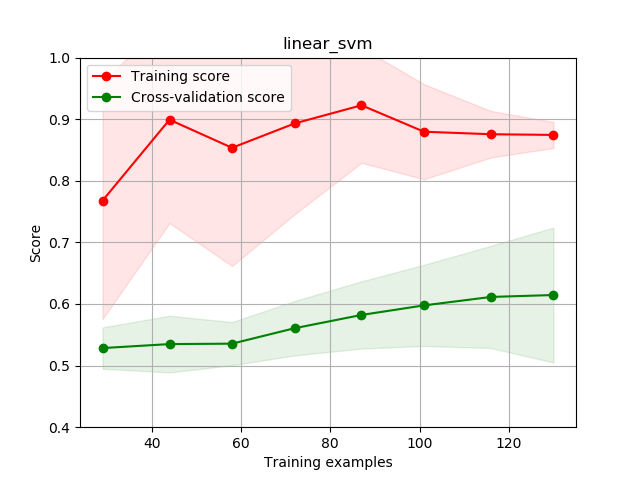 linear_svm
1.0
0.9
0.8
0.7
0.6
0.5
0.4
Score
Training score
Cross-validation score
40 60 80 100 120
Training examples